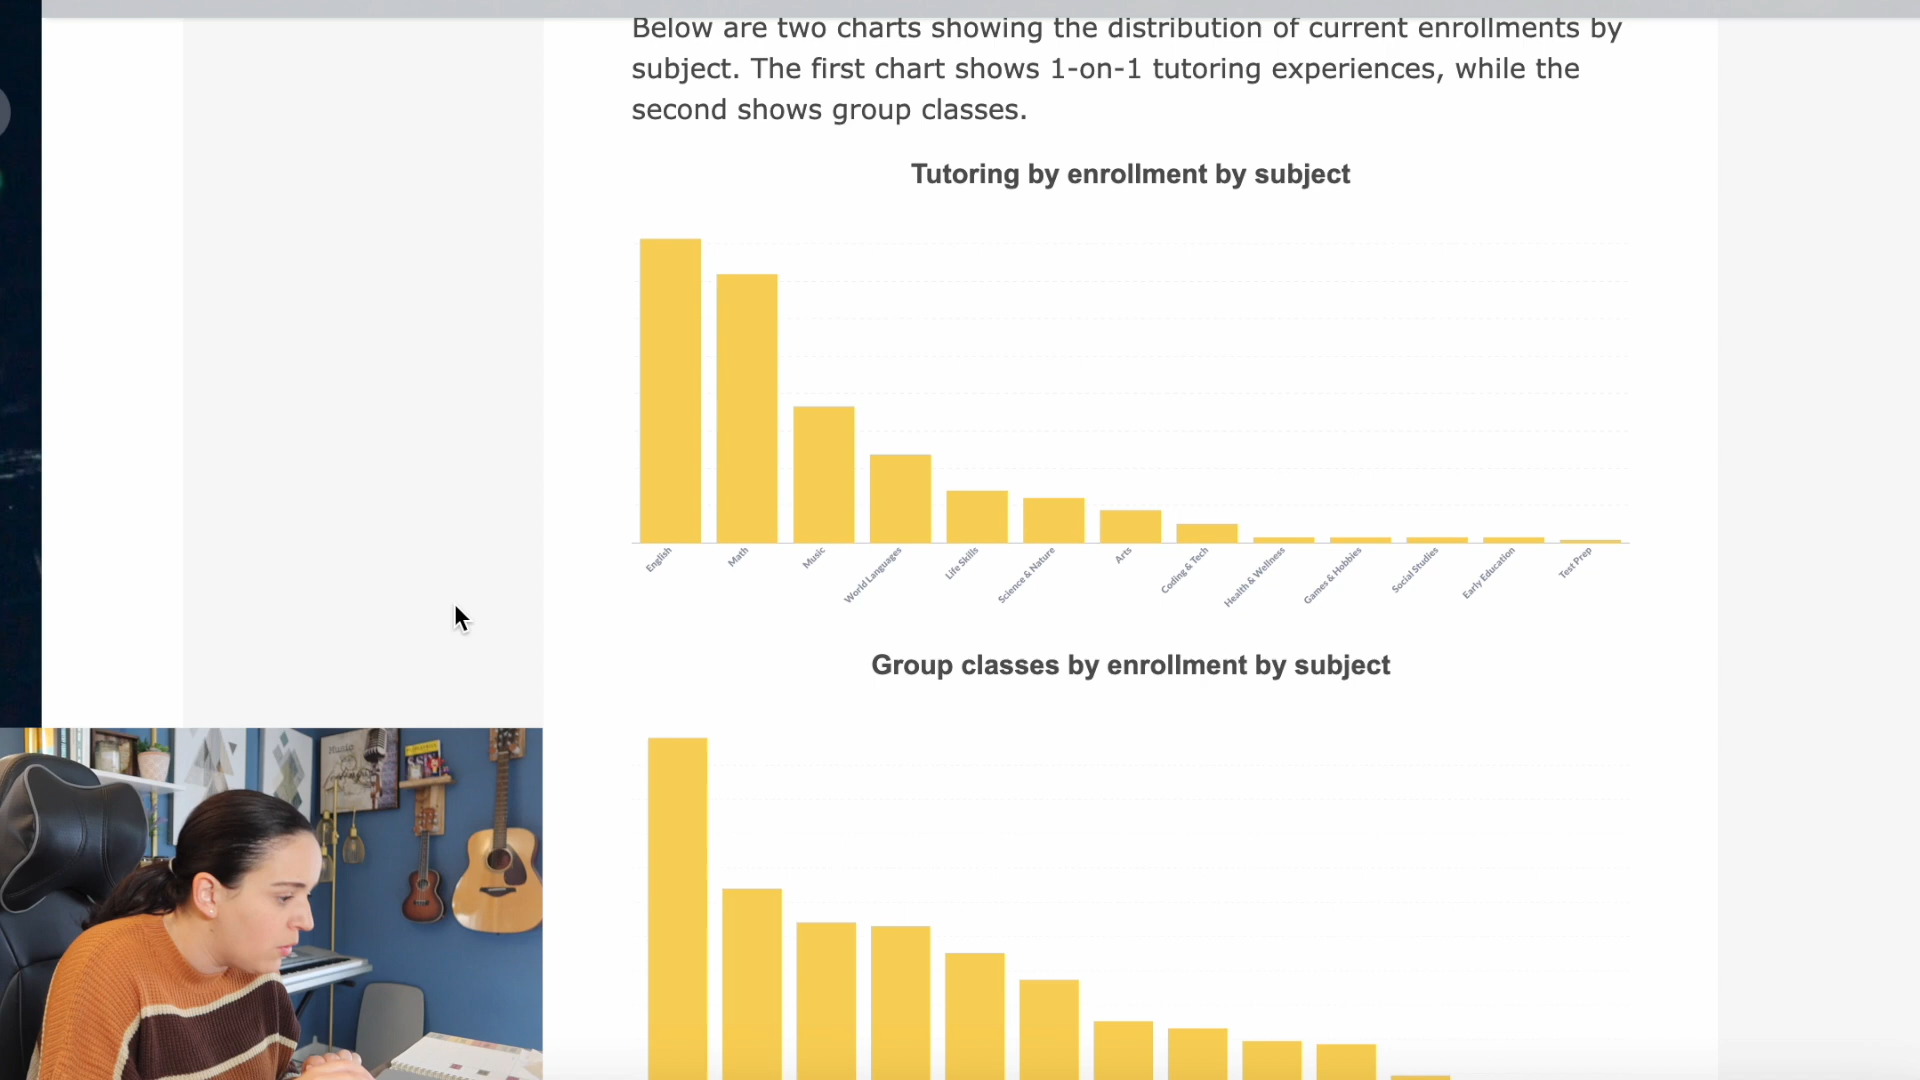 Below are two charts showing the distribution of current enrollments by
subject. The first chart shows 1-on-1 tutoring experiences, while the
second shows group classes.
Tutoring by enrollment by subject
English
Math
Music
World Languages
Life Skills
Science & Nature
Arts
Coding & Tech
Health & Wellness
Games & Hobbies
Social Studies
Early Education
Test Prep
Group classes by enrollment by subject
Music